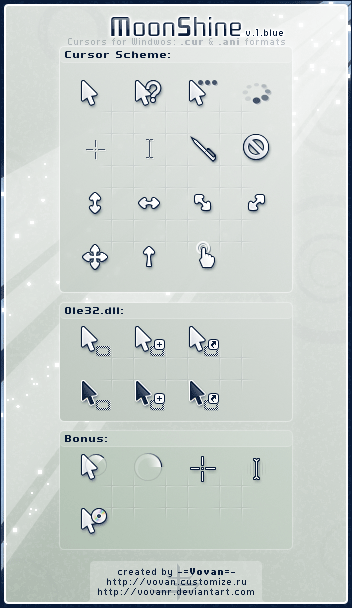 MoonShine v.1.blue
Cursors for Windwos: .cur & .ani formats
Cursor Scheme:
Ole32.dll:
Bonus:
created by -=Vovan=-
http://vovan.customize.ru
http://vovanr.deviantart.com